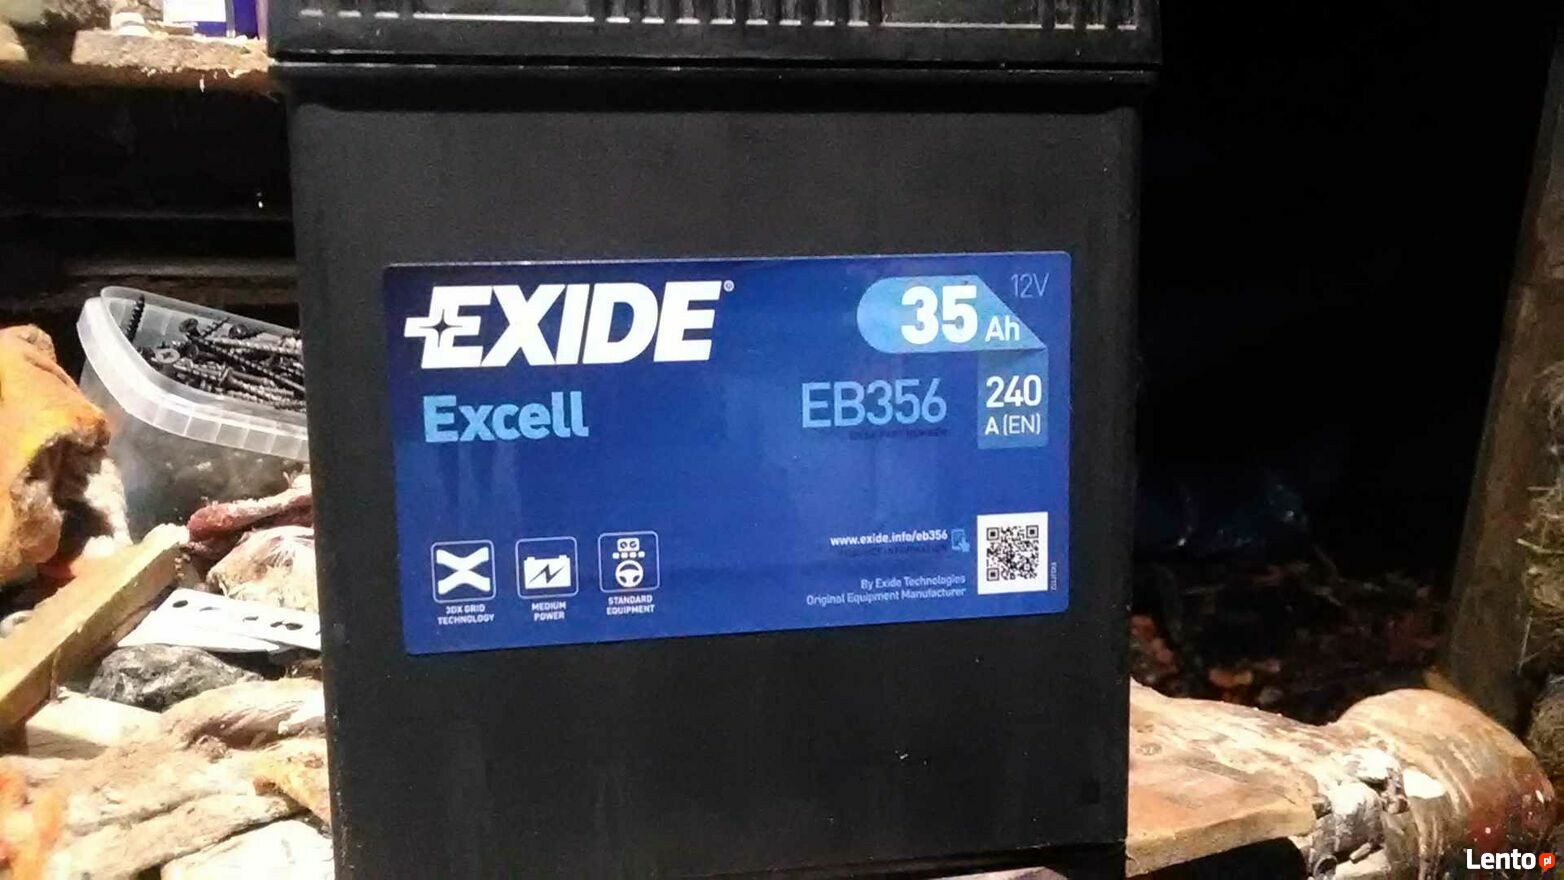 EXIDE®
Excell
35 Ah
12V
EB356
240
A (EN)
3DX GRID
TECHNOLOGY
MEDIUM
POWER
STANDARD
EQUIPMENT
www.exide.info/eb356
By Exide Technologies
Original Equipment Manufacturer
Lento pl